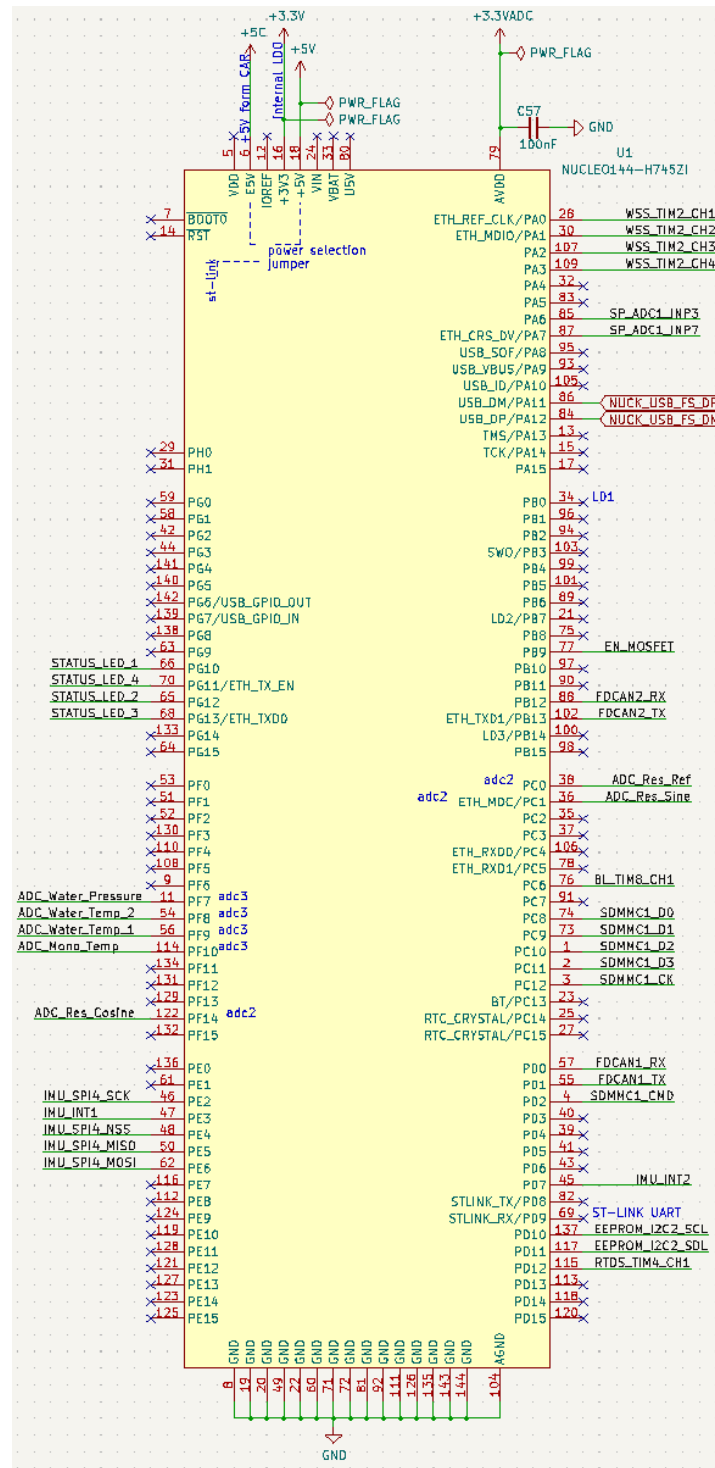 +3.3V
+3.3VADC
+5C
+5V
+5V form CAR
Internal LDO
PWR_FLAG
PWR_FLAG
PWR_FLAG
C57
100nF
GND
U1
NUCLEO144-H745ZI
5 6 12 16 18 24 33 80 79
VDD E5V IOREF +3V3 +5V VIN VBAT U5V AVDD
7 BOOT0
14 RST
power selection
jumper
st-link
ETH_REF_CLK/PA0 28 WSS_TIM2_CH1
ETH_MDIO/PA1 30 WSS_TIM2_CH2
PA2 107 WSS_TIM2_CH3
PA3 109 WSS_TIM2_CH4
PA4 32
PA5 83
PA6 85 SP_ADC1_INP3
ETH_CRS_DV/PA7 87 SP_ADC1_INP7
USB_SOF/PA8 95
USB_VBUS/PA9 93
USB_ID/PA10 105
USB_DM/PA11 86 NUCK_USB_FS_DP
USB_DP/PA12 84 NUCK_USB_FS_DN
TMS/PA13 13
29 PH0 TCK/PA14 15
31 PH1 PA15 17
59 PG0 PB0 34 LD1
58 PG1 PB1 96
42 PG2 PB2 94
44 PG3 SWO/PB3 103
141 PG4 PB4 99
140 PG5 PB5 101
142 PG6/USB_GPIO_OUT PB6 89
139 PG7/USB_GPIO_IN LD2/PB7 21
138 PG8 PB8 75
63 PG9 PB9 77 EN_MOSFET
STATUS_LED_1 66 PG10 PB10 97
STATUS_LED_4 70 PG11/ETH_TX_EN PB11 90
STATUS_LED_2 65 PG12 PB12 88 FDCAN2_RX
STATUS_LED_3 68 PG13/ETH_TXD0 ETH_TXD1/PB13 102 FDCAN2_TX
133 PG14 LD3/PB14 100
64 PG15 PB15 98
53 PF0 adc2 PC0 38 ADC_Res_Ref
51 PF1 adc2 ETH_MDC/PC1 36 ADC_Res_Sine
52 PF2 PC2 35
130 PF3 PC3 37
110 PF4 ETH_RXD0/PC4 106
108 PF5 ETH_RXD1/PC5 78
9 PF6 PC6 76 BL_TIM8_CH1
ADC_Water_Pressure 11 PF7 adc3 PC7 91
ADC_Water_Temp_2 54 PF8 adc3 PC8 74 SDMMC1_D0
ADC_Water_Temp_1 56 PF9 adc3 PC9 73 SDMMC1_D1
ADC_Mono_Temp 114 PF10 adc3 PC10 1 SDMMC1_D2
134 PF11 PC11 2 SDMMC1_D3
131 PF12 PC12 3 SDMMC1_CK
129 PF13 BT/PC13 23
ADC_Res_Cosine 122 PF14 adc2 RTC_CRYSTAL/PC14 25
132 PF15 RTC_CRYSTAL/PC15 27
136 PE0 PD0 57 FDCAN1_RX
61 PE1 PD1 55 FDCAN1_TX
IMU_SPI4_SCK 46 PE2 PD2 4 SDMMC1_CMD
IMU_INT1 47 PE3 PD3 40
IMU_SPI4_NSS 48 PE4 PD4 39
IMU_SPI4_MISO 50 PE5 PD5 41
IMU_SPI4_MOSI 62 PE6 PD6 43
116 PE7 PD7 45 IMU_INT2
112 PE8 STLINK_TX/PD8 82
124 PE9 STLINK_RX/PD9 69 ST-LINK UART
119 PE10 PD10 137 EEPROM_I2C2_SCL
128 PE11 PD11 117 EEPROM_I2C2_SDL
121 PE12 PD12 115 RTDS_TIM4_CH1
127 PE13 PD13 113
123 PE14 PD14 118
125 PE15 PD15 120
GND GND GND GND GND GND GND GND GND GND GND GND GND GND GND AGND
8 19 20 49 22 60 71 72 81 92 111 126 135 143 144 104
GND